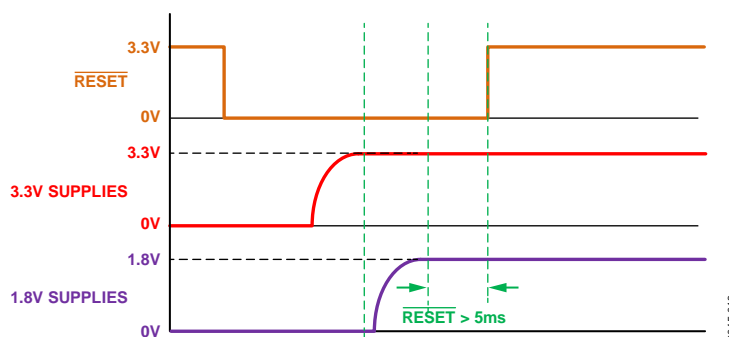 3.3V
RESET
0V
3.3V
3.3V SUPPLIES
0V
1.8V
1.8V SUPPLIES
RESET > 5ms
0V